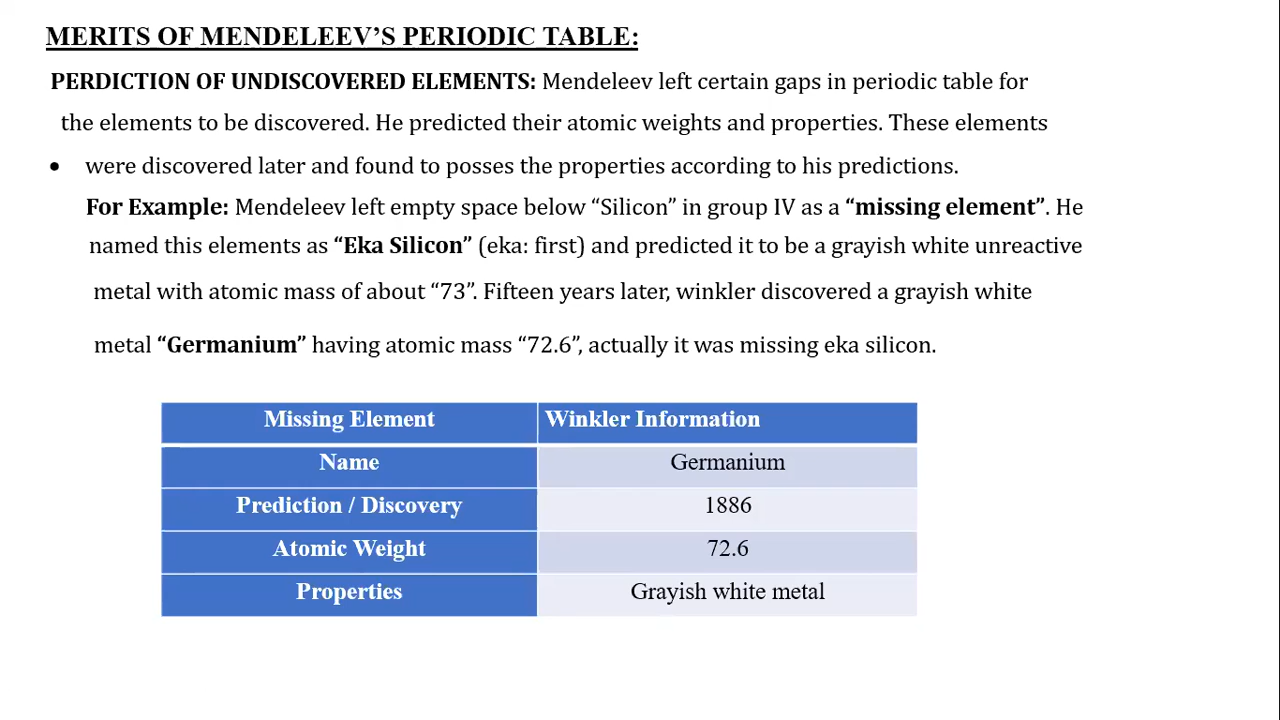 MERITS OF MENDELEEV’S PERIODIC TABLE:
PERDICTION OF UNDISCOVERED ELEMENTS: Mendeleev left certain gaps in periodic table for
the elements to be discovered. He predicted their atomic weights and properties. These elements
• were discovered later and found to posses the properties according to his predictions.
For Example: Mendeleev left empty space below “Silicon” in group IV as a “missing element”. He
named this elements as “Eka Silicon” (eka: first) and predicted it to be a grayish white unreactive
metal with atomic mass of about “73”. Fifteen years later, winkler discovered a grayish white
metal “Germanium” having atomic mass “72.6”, actually it was missing eka silicon.
Missing Element Winkler Information
Name Germanium
Prediction / Discovery 1886
Atomic Weight 72.6
Properties Grayish white metal